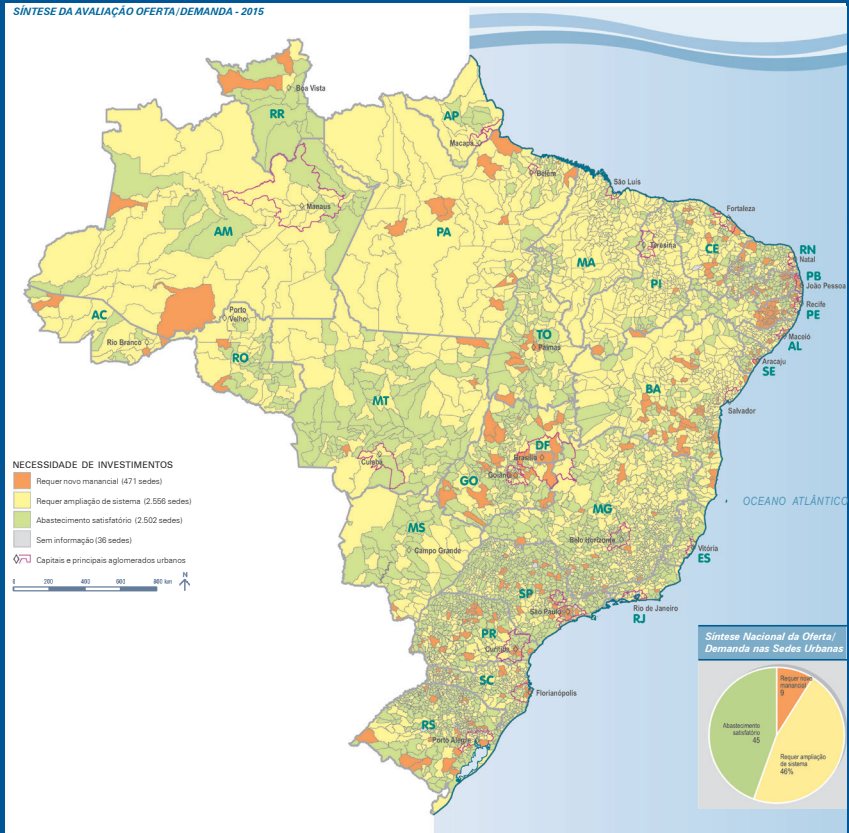 SÍNTESE DA AVALIAÇÃO OFERTA/DEMANDA - 2015
Boa Vista
RR
AP
Macapá
Belém
São Luís
Fortaleza
Manaus
AM
PA
MA
Teresina
CE
RN
Natal
PI
PB
João Pessoa
Recife
PE
AC
Porto
Velho
Rio Branco
RO
TO
Palmas
Maceió
AL
Aracaju
SE
MT
BA
Salvador
DF
Brasília
Cuiabá
Goiânia
GO
NECESSIDADE DE INVESTIMENTOS
Requer novo manancial (471 sedes)
Requer ampliação de sistema (2.556 sedes)
Abastecimento satisfatório (2.502 sedes)
Sem informação (36 sedes)
Capitais e principais aglomerados urbanos
0 200 400 600 800 km
N
OCEANO ATLÂNTICO
MG
MS
Campo Grande
Belo Horizonte
Vitória
ES
SP
São Paulo
Rio de Janeiro
RJ
PR
Curitiba
SC
Florianópolis
RS
Porto Alegre
Síntese Nacional da Oferta/
Demanda nas Sedes Urbanas
Requer novo
manancial
9
Abastecimento
satisfatório
45
Requer ampliação
de sistema
46%